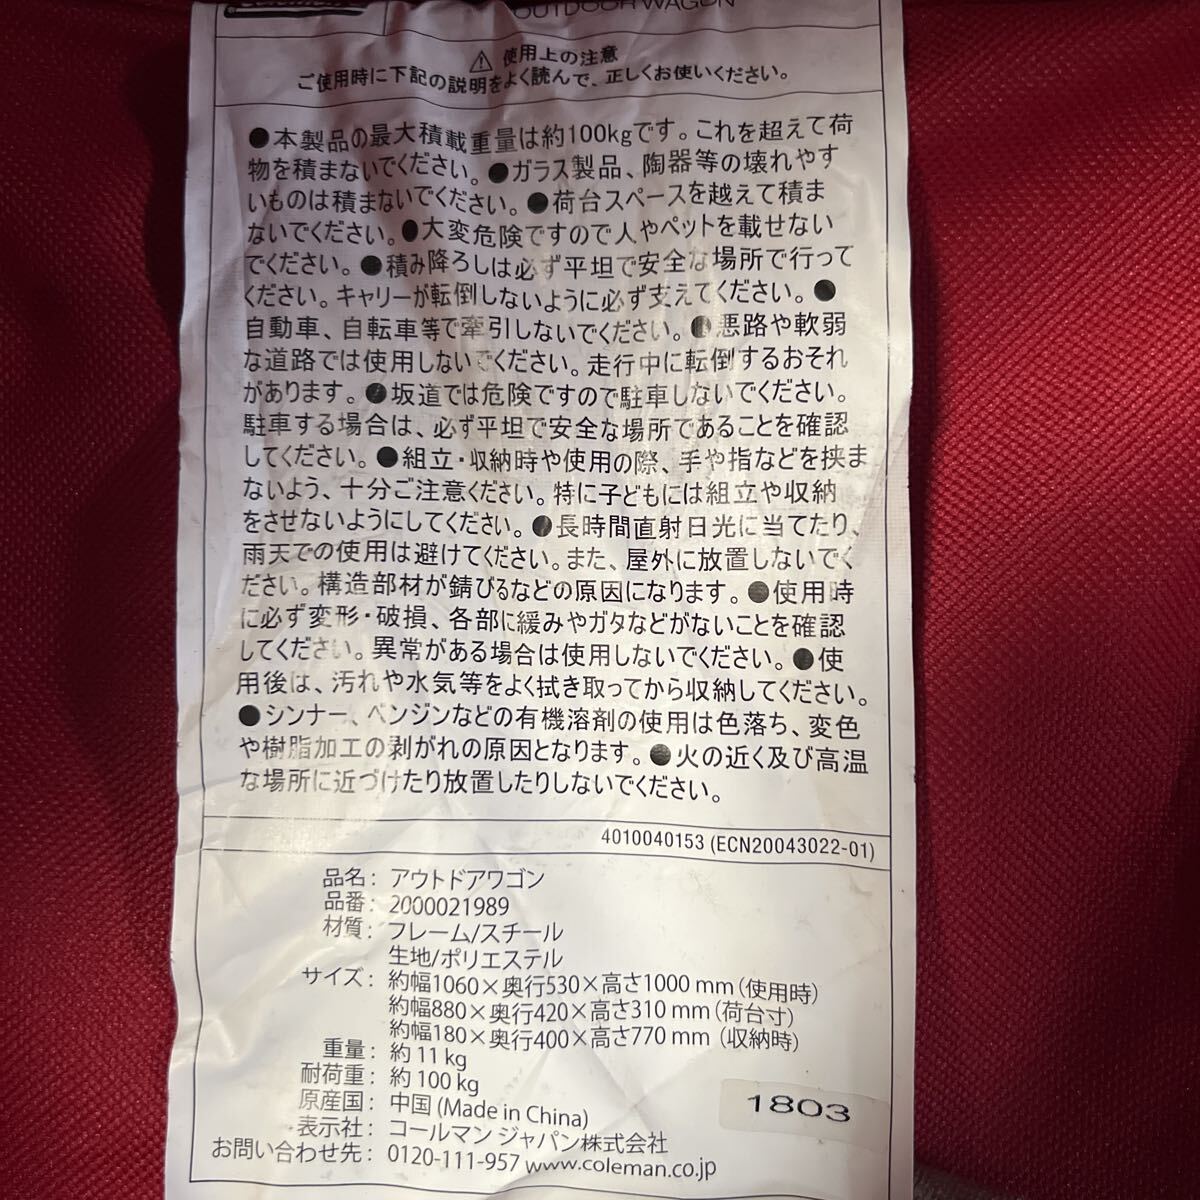 Coleman
OUTDOOR WAGON
⚠ 使用上の注意
ご使用時に下記の説明をよく読んで、正しくお使いください。
●本製品の最大積載重量は約100kgです。これを超えて荷
物を積まないでください。●ガラス製品、陶器等の壊れやす
いものは積まないでください。●荷台スペースを越えて積ま
ないでください。●大変危険ですので人やペットを載せない
でください。●積み降ろしは必ず平坦で安全な場所で行って
ください。キャリーが転倒しないように必ず支えてください。●
自動車、自転車等で牽引しないでください。●悪路や軟弱
な道路では使用しないでください。走行中に転倒するおそれ
があります。●坂道では危険ですので駐車しないでください。
駐車する場合は、必ず平坦で安全な場所であることを確認
してください。●組立・収納時や使用の際、手や指などを挟ま
ないよう、十分ご注意ください。特に子どもには組立や収納
をさせないようにしてください。●長時間直射日光に当てたり、
雨天での使用は避けてください。また、屋外に放置しないでく
ださい。構造部材が錆びるなどの原因になります。●使用時
に必ず変形・破損、各部に緩みやガタなどがないことを確認
してください。異常がある場合は使用しないでください。●使
用後は、汚れや水気等をよく拭き取ってから収納してください。
●シンナー、ベンジンなどの有機溶剤の使用は色落ち、変色
や樹脂加工の剥がれの原因となります。●火の近く及び高温
な場所に近づけたり放置したりしないでください。
4010040153 (ECN20043022-01)
品名: アウトドアワゴン
品番: 2000021989
材質: フレーム/スチール
生地/ポリエステル
サイズ: 約幅1060×奥行530×高さ1000 mm (使用時)
約幅880×奥行420×高さ310 mm (荷台寸)
約幅180×奥行400×高さ770 mm (収納時)
重量: 約 11 kg
耐荷重: 約 100 kg
原産国: 中国 (Made in China)
表示社: コールマン ジャパン株式会社
お問い合わせ先: 0120-111-957 www.coleman.co.jp
1803